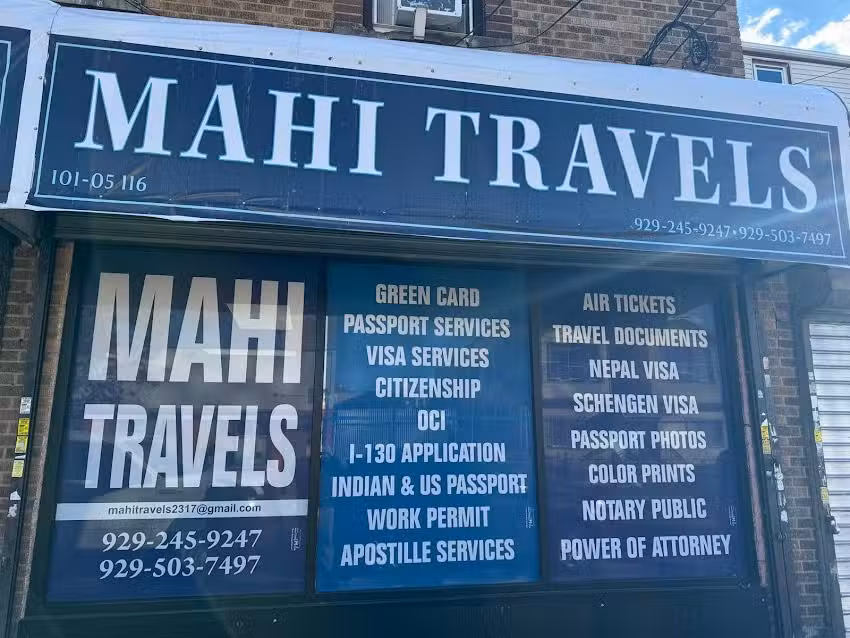 MAHI TRAVELS
101-05 116
929-245-9247•929-503-7497
MAHI
TRAVELS
mahitravels2317@gmail.com
929-245-9247
929-503-7497
GREEN CARD
PASSPORT SERVICES
VISA SERVICES
CITIZENSHIP
OCI
I-130 APPLICATION
INDIAN & US PASSPORT
WORK PERMIT
APOSTILLE SERVICES
AIR TICKETS
TRAVEL DOCUMENTS
NEPAL VISA
SCHENGEN VISA
PASSPORT PHOTOS
COLOR PRINTS
NOTARY PUBLIC
POWER OF ATTORNEY